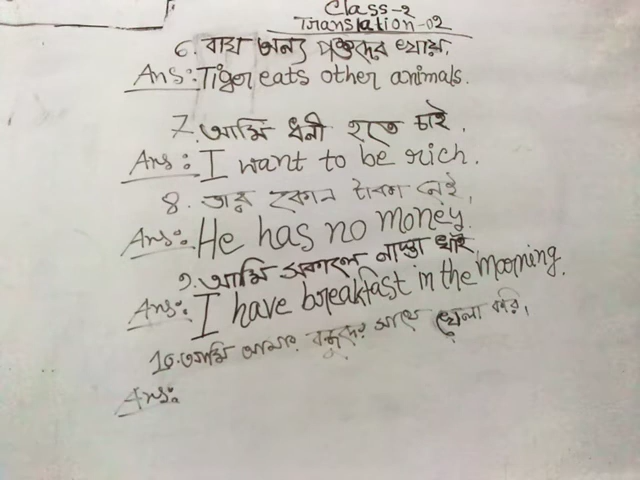 Class-2
Translation-02
৬. বাঘ অন্য পশুদের খায়.
Ans: Tiger eats other animals.
7. আমি ধনী হতে চাই.
Ans: I want to be rich.
8. তার কোন টাকা নেই.
Ans: He has no money.
৯. আমি সকালে নাস্তা খাই
Ans: I have breakfast in the morning.
10. আমি আমার বন্ধুদের সাথে খেলা করি।
Ans: